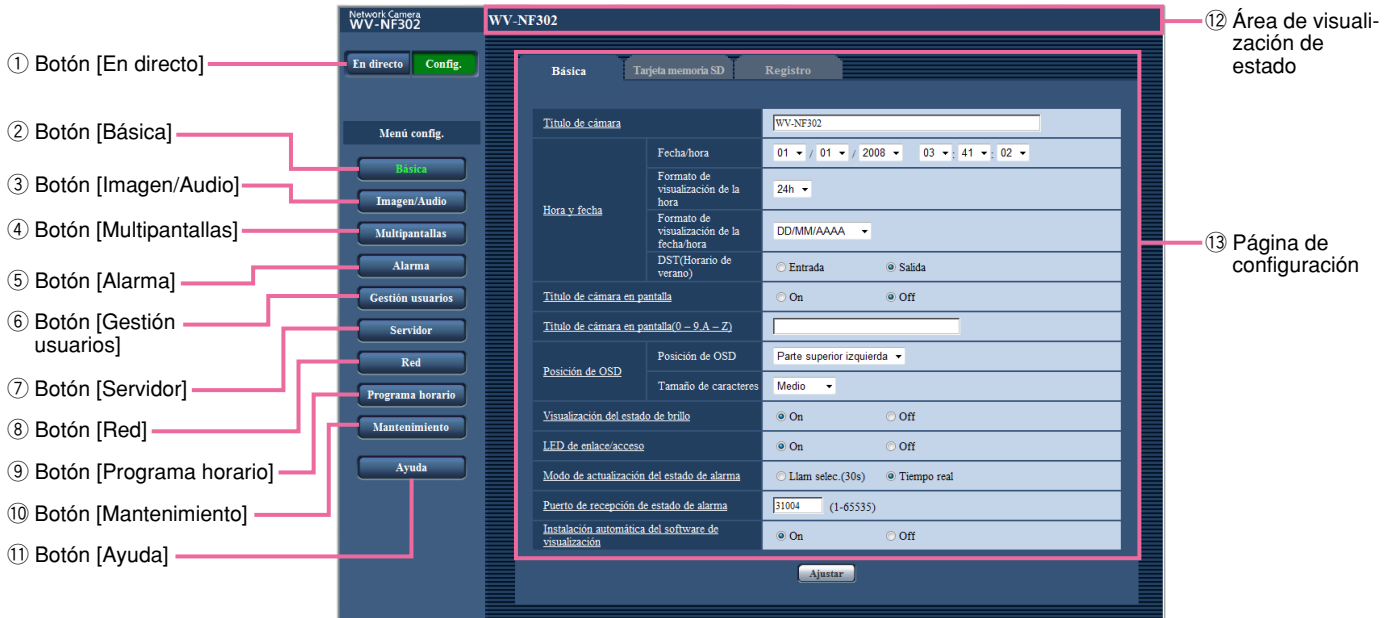 ① Botón [En directo]
② Botón [Básica]
③ Botón [Imagen/Audio]
④ Botón [Multipantallas]
⑤ Botón [Alarma]
⑥ Botón [Gestión
usuarios]
⑦ Botón [Servidor]
⑧ Botón [Red]
⑨ Botón [Programa horario]
⑩ Botón [Mantenimiento]
⑪ Botón [Ayuda]
Network Camera
WV-NF302
En directo Config.
Menú config.
Básica
Imagen/Audio
Multipantallas
Alarma
Gestión usuarios
Servidor
Red
Programa horario
Mantenimiento
Ayuda
WV-NF302
Básica Tarjeta memoria SD Registro
Título de cámara WV-NF302
Hora y fecha
Fecha/hora 01 / 01 / 2008 03 : 41 : 02
Formato de
visualización de la
hora
24h
Formato de
visualización de la
fecha/hora
DD/MM/AAAA
DST(Horario de
verano)
Entrada Salida
Título de cámara en pantalla On Off
Título de cámara en pantalla(0 – 9.A – Z)
Posición de OSD
Posición de OSD Parte superior izquierda
Tamaño de caracteres Medio
Visualización del estado de brillo On Off
LED de enlace/acceso On Off
Modo de actualización del estado de alarma Llam selec.(30s) Tiempo real
Puerto de recepción de estado de alarma 31004 (1-65535)
Instalación automática del software de
visualización
On Off
Ajustar
⑫ Área de visuali-
zación de
estado
⑬ Página de
configuración